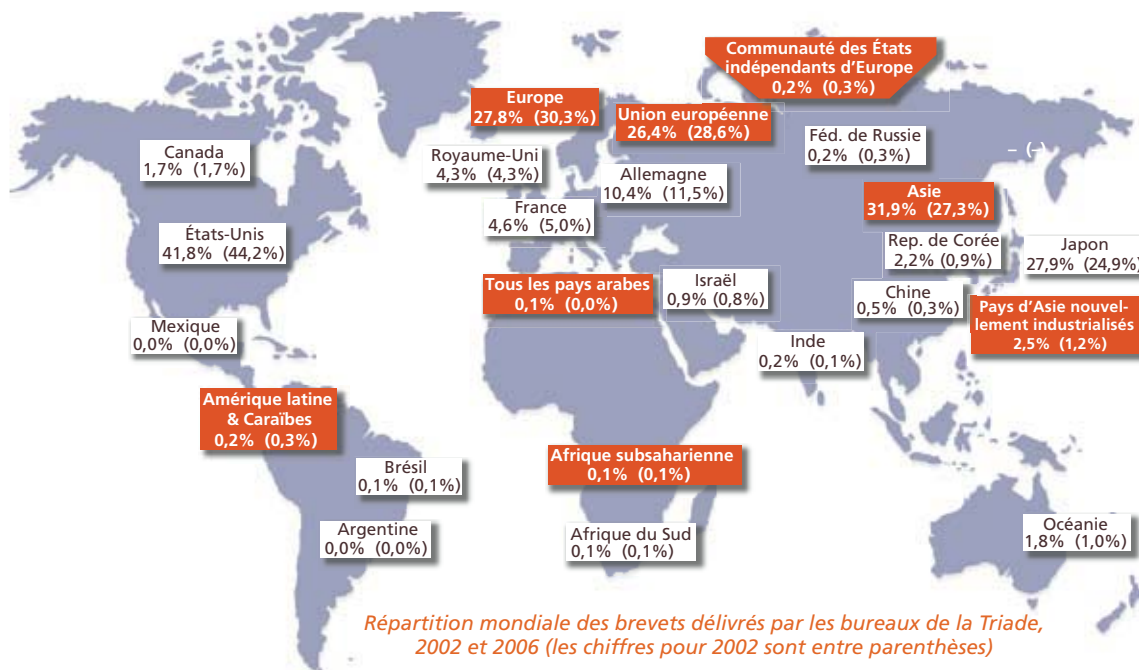 Communauté des États
indépendants d'Europe
0,2% (0,3%)
Europe
27,8% (30,3%)
Union européenne
26,4% (28,6%)
Féd. de Russie
0,2% (0,3%)
– (–)
Canada
1,7% (1,7%)
Royaume-Uni
4,3% (4,3%)
Allemagne
10,4% (11,5%)
Asie
31,9% (27,3%)
France
4,6% (5,0%)
États-Unis
41,8% (44,2%)
Rep. de Corée
2,2% (0,9%)
Japon
27,9% (24,9%)
Tous les pays arabes
0,1% (0,0%)
Israël
0,9% (0,8%)
Chine
0,5% (0,3%)
Pays d'Asie nouvel-
lement industrialisés
2,5% (1,2%)
Mexique
0,0% (0,0%)
Inde
0,2% (0,1%)
Amérique latine
& Caraïbes
0,2% (0,3%)
Afrique subsaharienne
0,1% (0,1%)
Brésil
0,1% (0,1%)
Argentine
0,0% (0,0%)
Afrique du Sud
0,1% (0,1%)
Océanie
1,8% (1,0%)
Répartition mondiale des brevets délivrés par les bureaux de la Triade,
2002 et 2006 (les chiffres pour 2002 sont entre parenthèses)